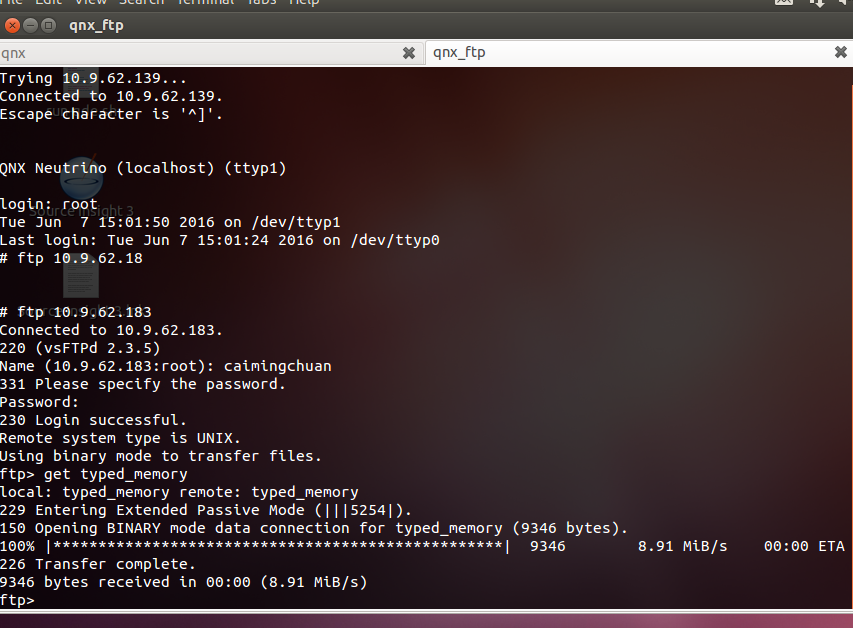 File Edit View Search Terminal Tabs Help
qnx_ftp
qnx
qnx_ftp
Trying 10.9.62.139...
Connected to 10.9.62.139.
Escape character is '^]'.
QNX Neutrino (localhost) (ttyp1)
login: root
Source Insight 3
Tue Jun  7 15:01:50 2016 on /dev/ttyp1
Last login: Tue Jun 7 15:01:24 2016 on /dev/ttyp0
# ftp 10.9.62.18
# ftp 10.9.62.183
Connected to 10.9.62.183.
220 (vsFTPd 2.3.5)
Name (10.9.62.183:root): caimingchuan
331 Please specify the password.
Password:
230 Login successful.
Remote system type is UNIX.
Using binary mode to transfer files.
ftp> get typed_memory
local: typed_memory remote: typed_memory
229 Entering Extended Passive Mode (|||5254|).
150 Opening BINARY mode data connection for typed_memory (9346 bytes).
100% |**************************************************|  9346        8.91 MiB/s    00:00 ETA
226 Transfer complete.
9346 bytes received in 00:00 (8.91 MiB/s)
ftp>